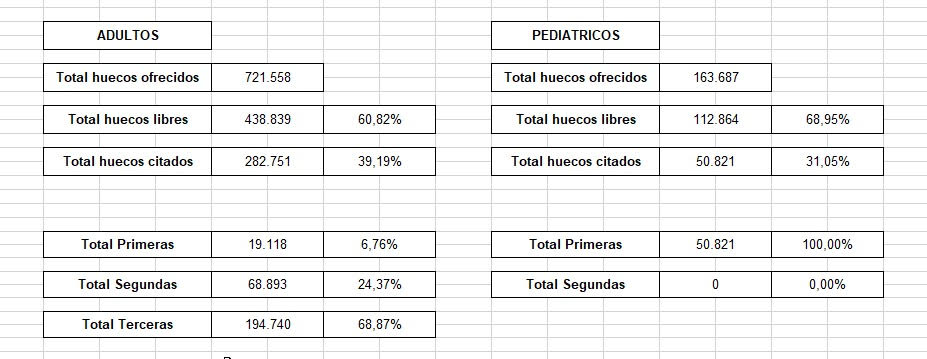 ADULTOS PEDIATRICOS
Total huecos ofrecidos 721.558 Total huecos ofrecidos 163.687
Total huecos libres 438.839 60,82% Total huecos libres 112.864 68,95%
Total huecos citados 282.751 39,19% Total huecos citados 50.821 31,05%
Total Primeras 19.118 6,76% Total Primeras 50.821 100,00%
Total Segundas 68.893 24,37% Total Segundas 0 0,00%
Total Terceras 194.740 68,87%